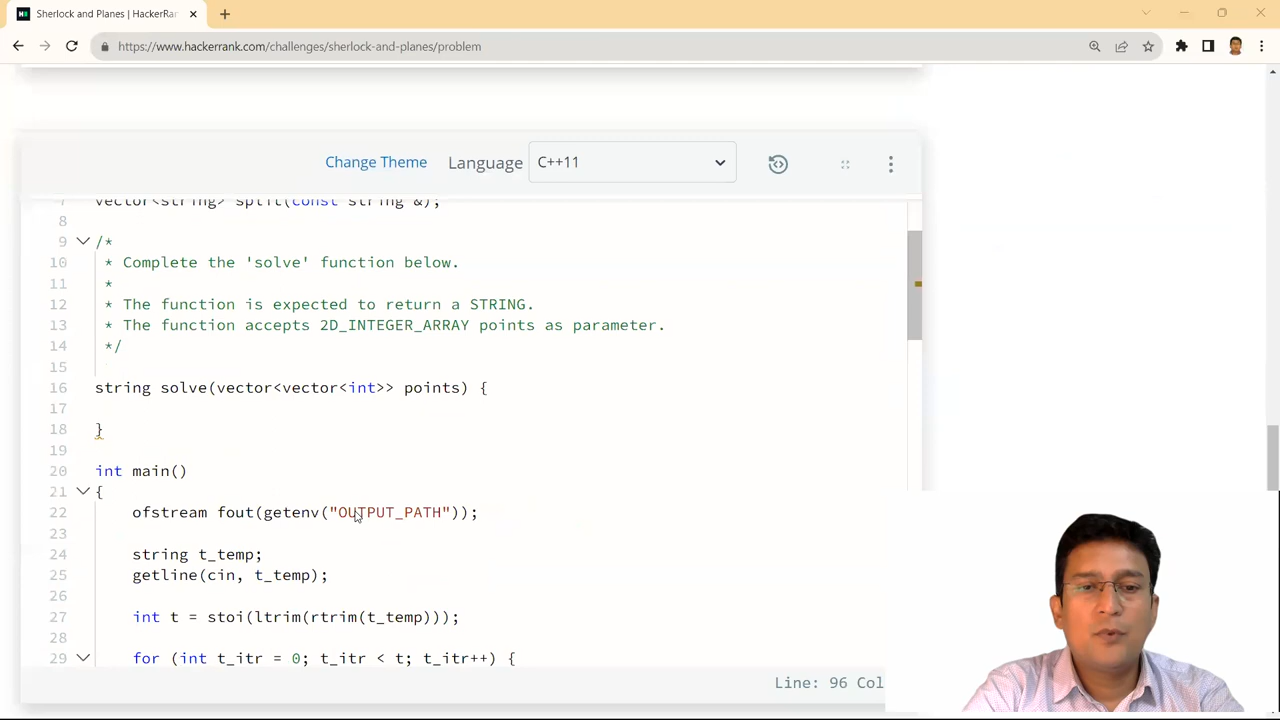 Sherlock and Planes | HackerRan
https://www.hackerrank.com/challenges/sherlock-and-planes/problem
Change Theme Language C++11
7 vector<string> split(const string &);
8
9 /*
10 * Complete the 'solve' function below.
11 *
12 * The function is expected to return a STRING.
13 * The function accepts 2D_INTEGER_ARRAY points as parameter.
14 */
15
16 string solve(vector<vector<int>> points) {
17
18 }
19
20 int main()
21 {
22 ofstream fout(getenv("OUTPUT_PATH"));
23
24 string t_temp;
25 getline(cin, t_temp);
26
27 int t = stoi(ltrim(rtrim(t_temp)));
28
29 for (int t_itr = 0; t_itr < t; t_itr++) {
Line: 96 Col